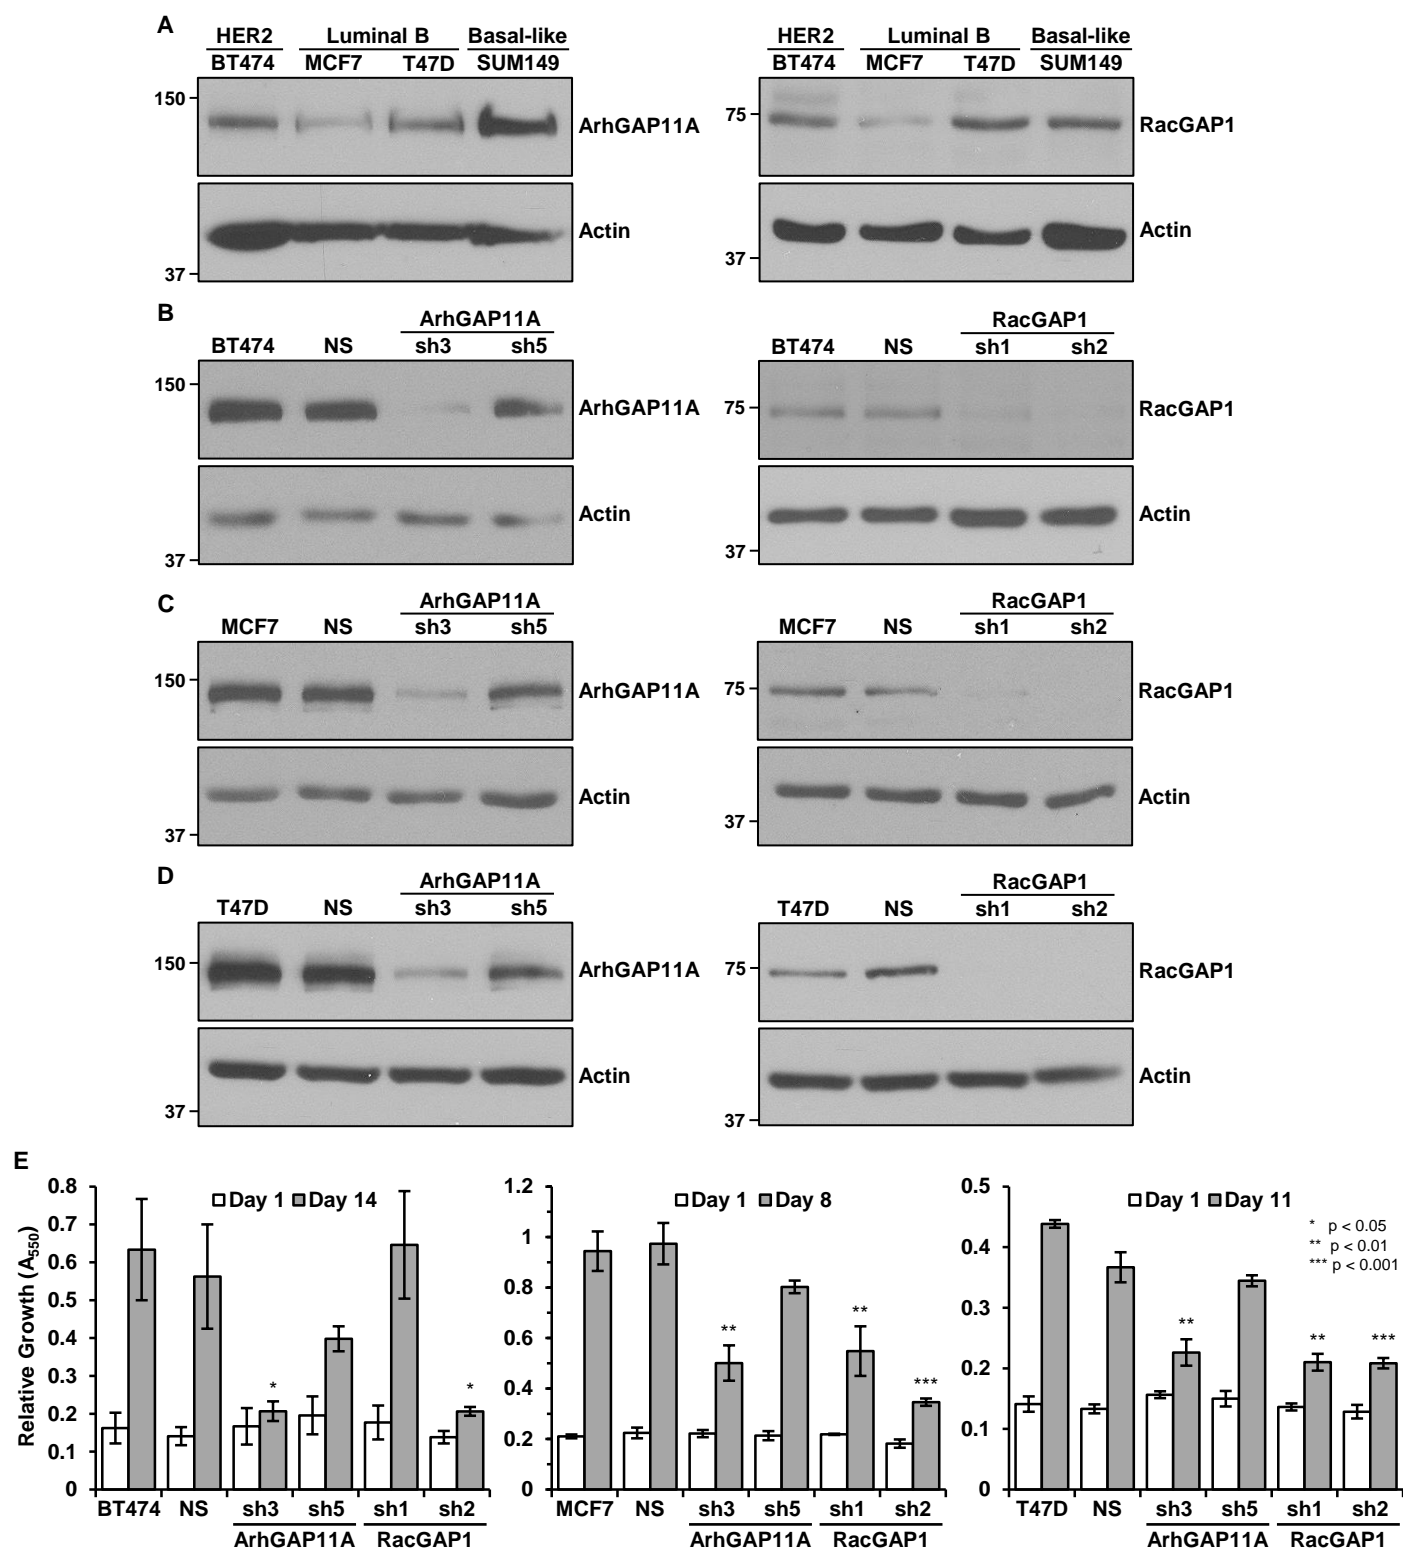 A
HER2 Luminal B Basal-like
BT474 MCF7 T47D SUM149
150
ArhGAP11A
Actin
37
HER2 Luminal B Basal-like
BT474 MCF7 T47D SUM149
75
RacGAP1
Actin
37
B
ArhGAP11A
BT474 NS sh3 sh5
150
ArhGAP11A
Actin
37
RacGAP1
BT474 NS sh1 sh2
75
RacGAP1
Actin
37
C
ArhGAP11A
MCF7 NS sh3 sh5
150
ArhGAP11A
Actin
37
RacGAP1
MCF7 NS sh1 sh2
75
RacGAP1
Actin
37
D
ArhGAP11A
T47D NS sh3 sh5
150
ArhGAP11A
Actin
37
RacGAP1
T47D NS sh1 sh2
75
RacGAP1
Actin
37
E
Relative Growth (A550)
0.8
0.7
0.6
0.5
0.4
0.3
0.2
0.1
0
Day 1 Day 14
*
*
BT474 NS sh3 sh5 sh1 sh2
ArhGAP11A RacGAP1
1.2
1
0.8
0.6
0.4
0.2
0
Day 1 Day 8
**
**
***
MCF7 NS sh3 sh5 sh1 sh2
ArhGAP11A RacGAP1
0.5
0.4
0.3
0.2
0.1
0
Day 1 Day 11
* p < 0.05
** p < 0.01
*** p < 0.001
**
**
***
T47D NS sh3 sh5 sh1 sh2
ArhGAP11A RacGAP1